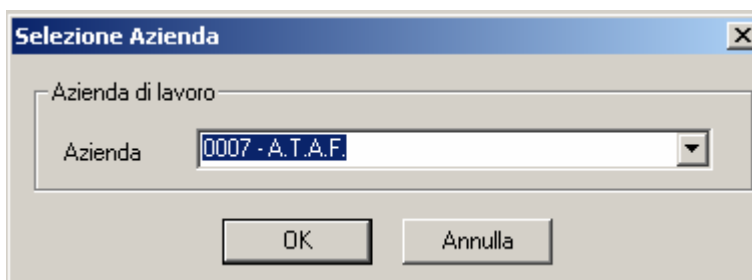 Selezione Azienda
Azienda di lavoro
Azienda 0007 - A.T.A.F.
OK Annulla